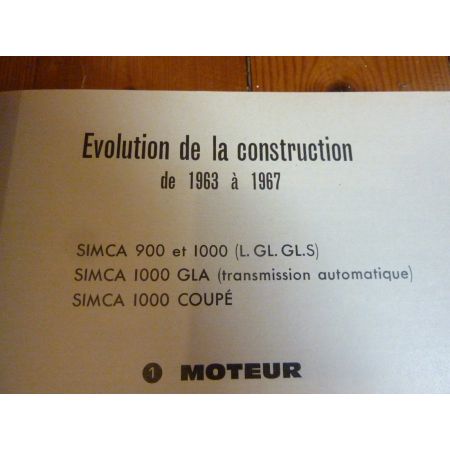 Evolution de la construction
de 1963 à 1967
SIMCA 900 et 1000 (L. GL. GL.S)
SIMCA 1000 GLA (transmission automatique)
SIMCA 1000 COUPÉ
1 MOTEUR